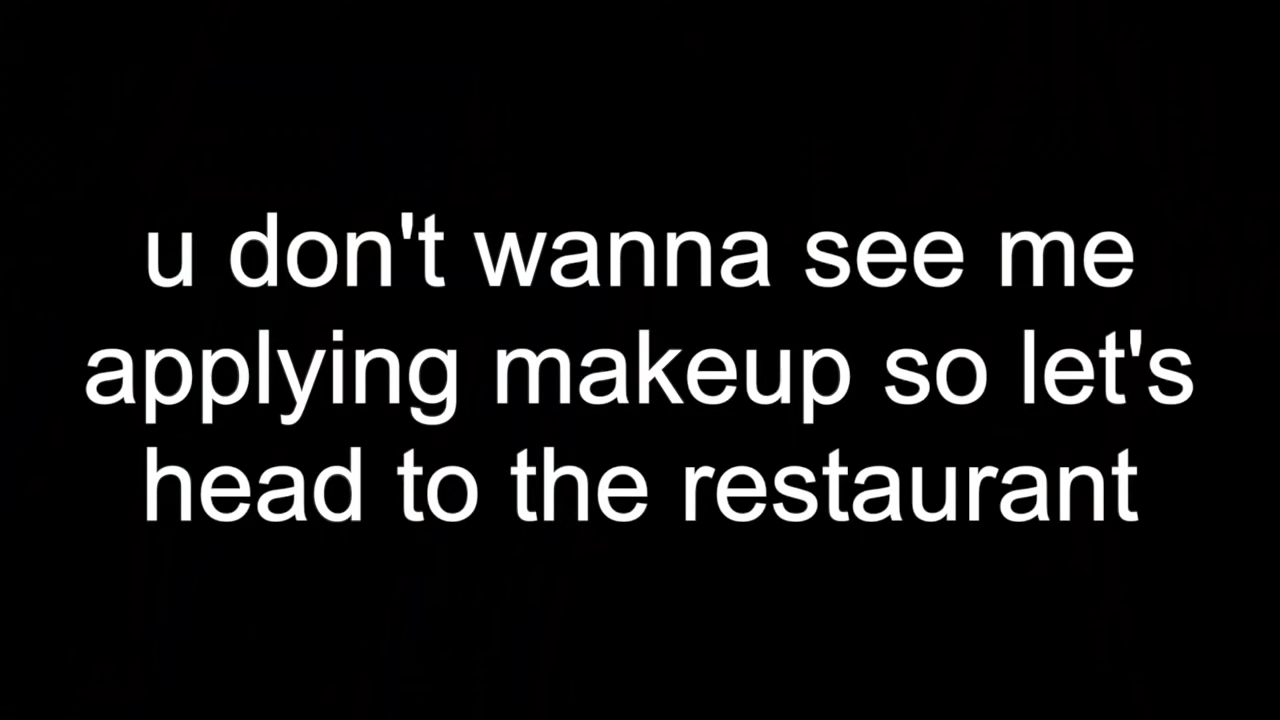 u don't wanna see me
applying makeup so let's
head to the restaurant